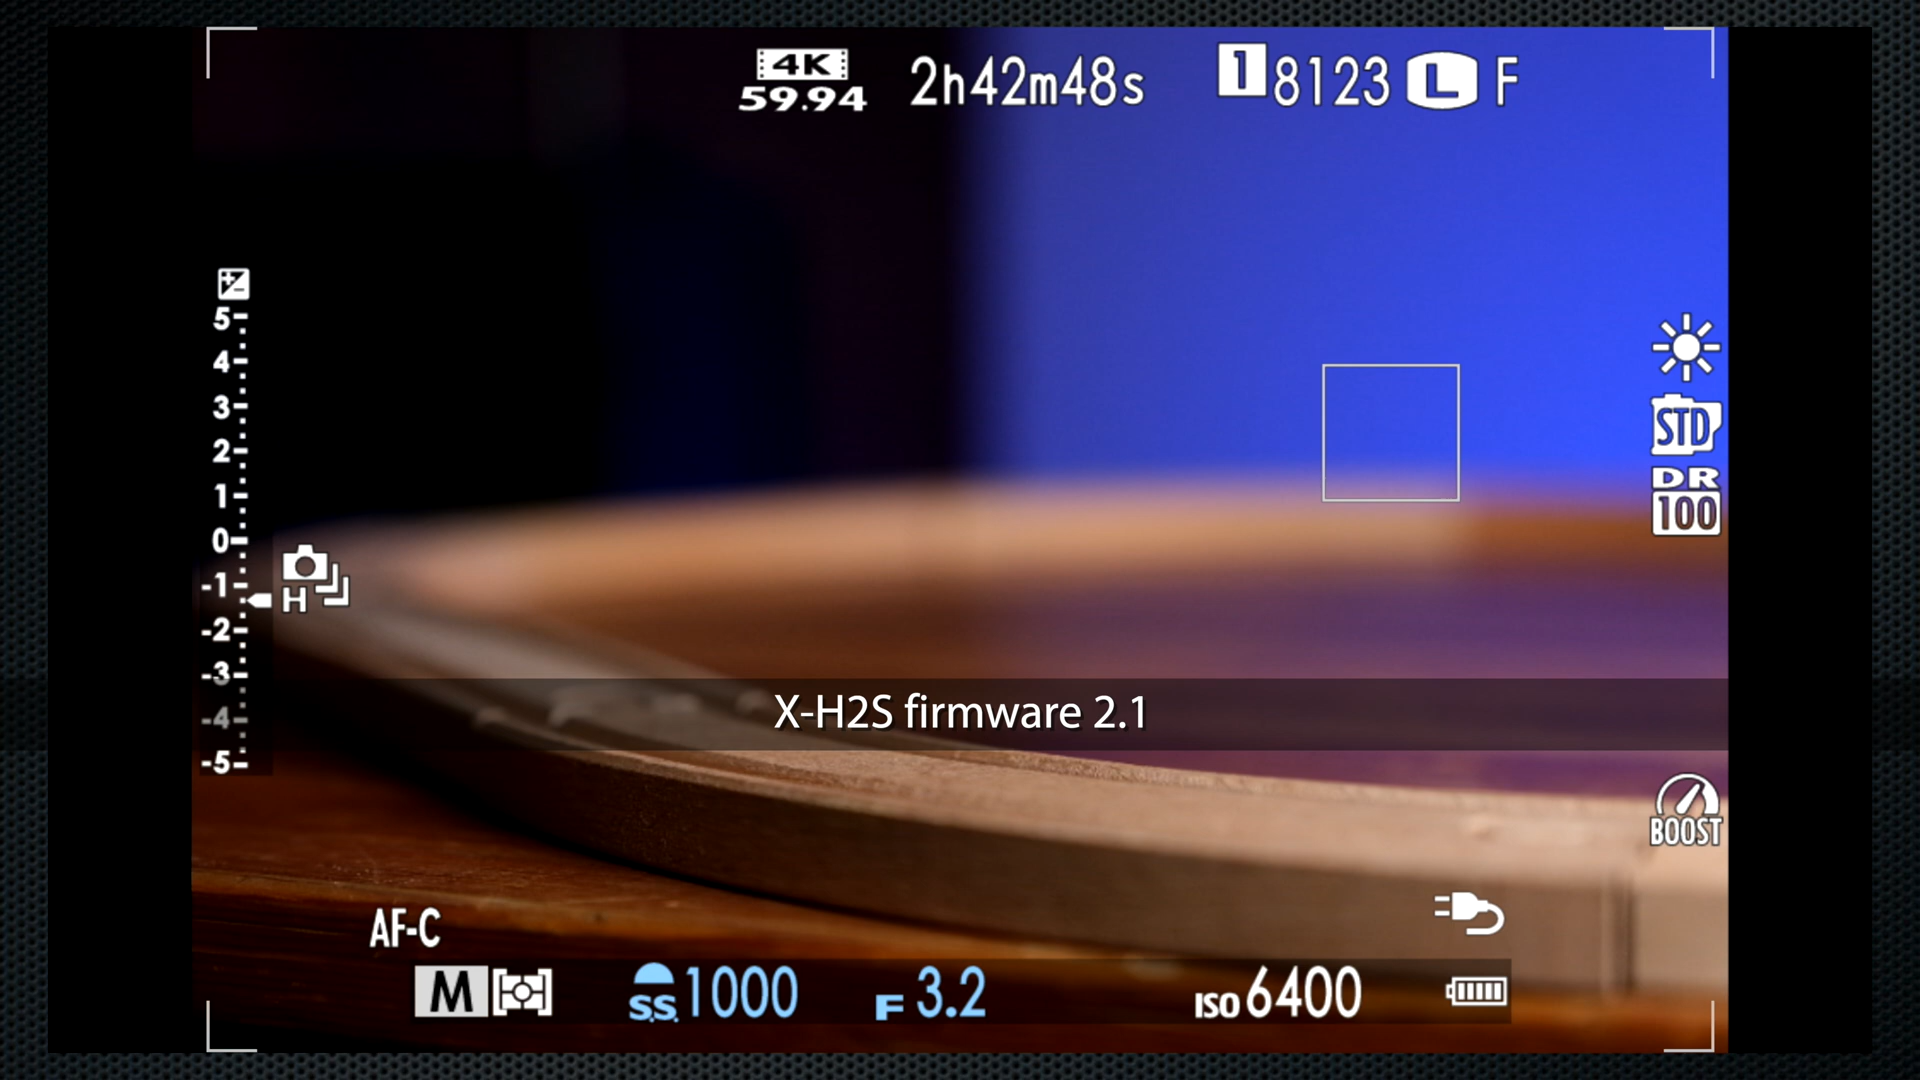 4K
59.94
2h42m48s
1 8123 L F
5
4
3
2
1
0
-1
-2
-3
-4
-5
H
STD
DR
100
X-H2S firmware 2.1
BOOST
AF-C
M
S.S. 1000
F 3.2
ISO 6400